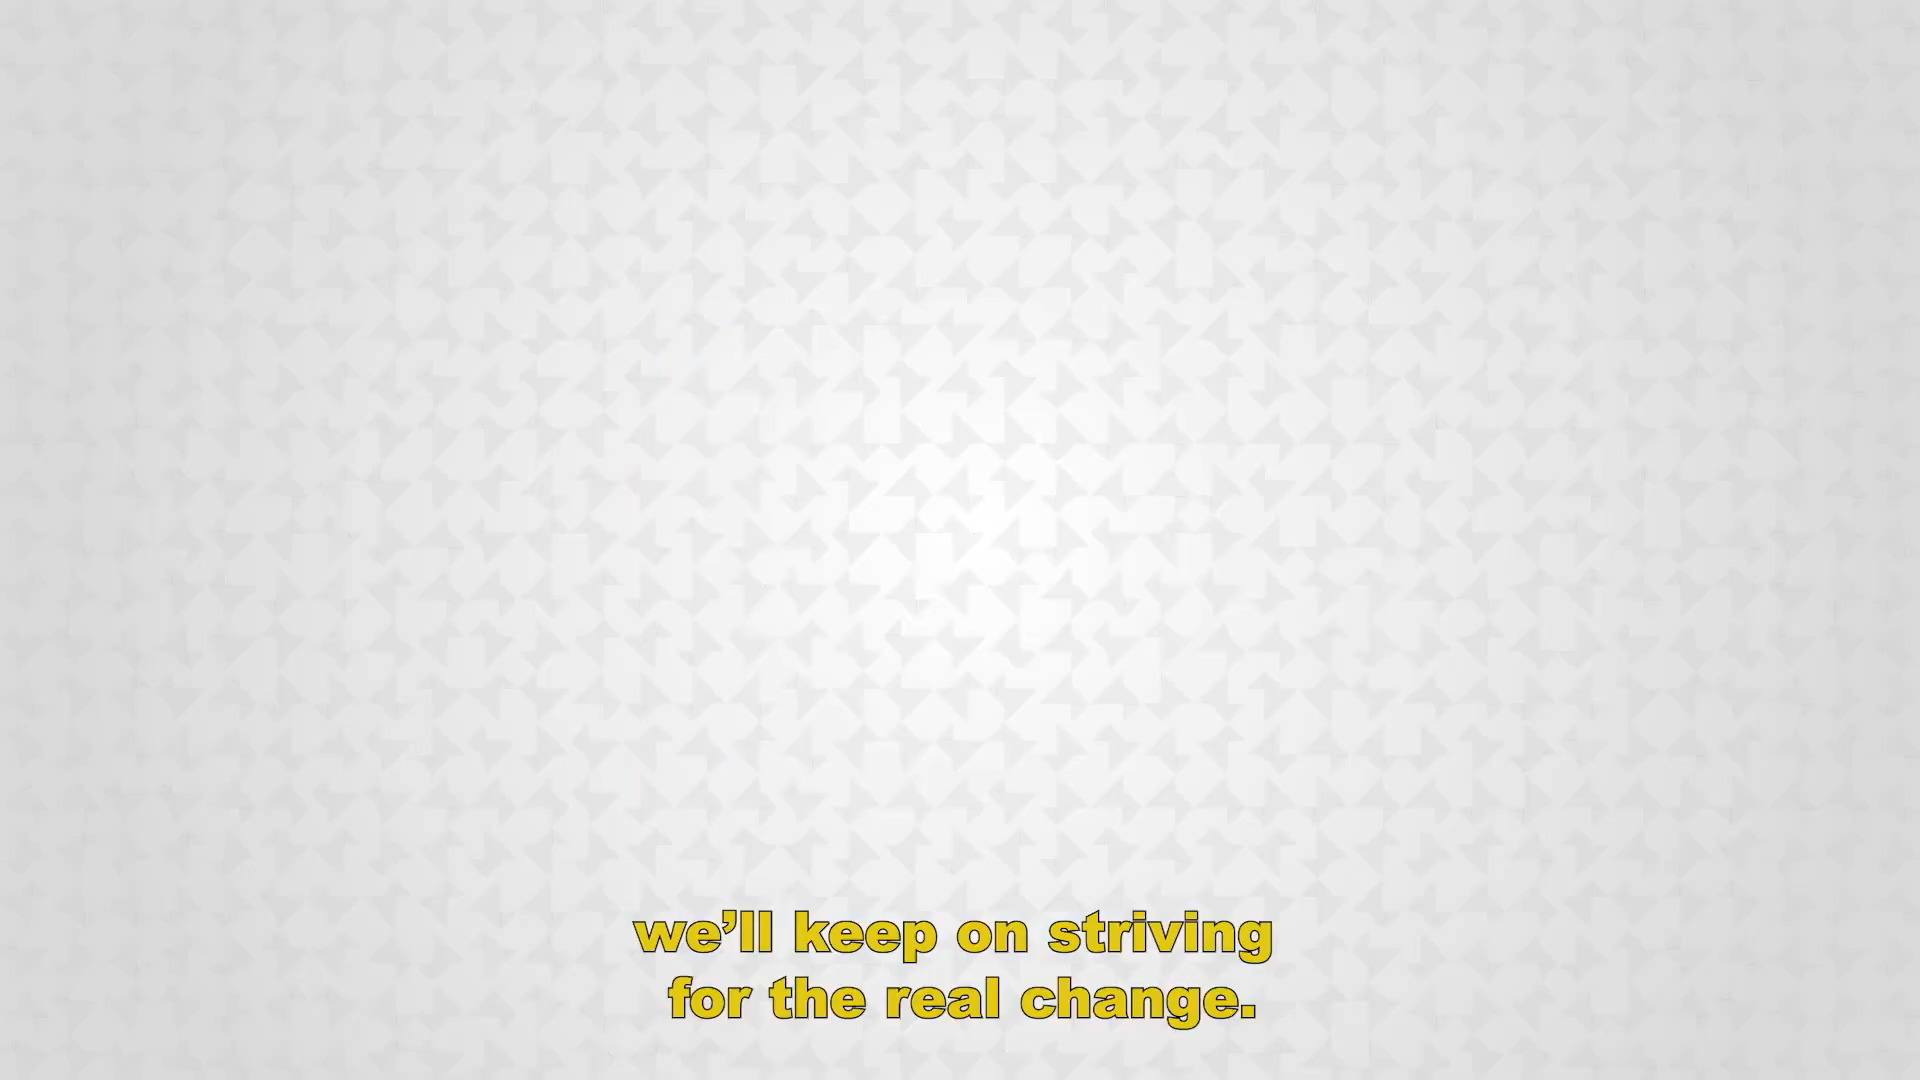 we’ll keep on striving
for the real change.